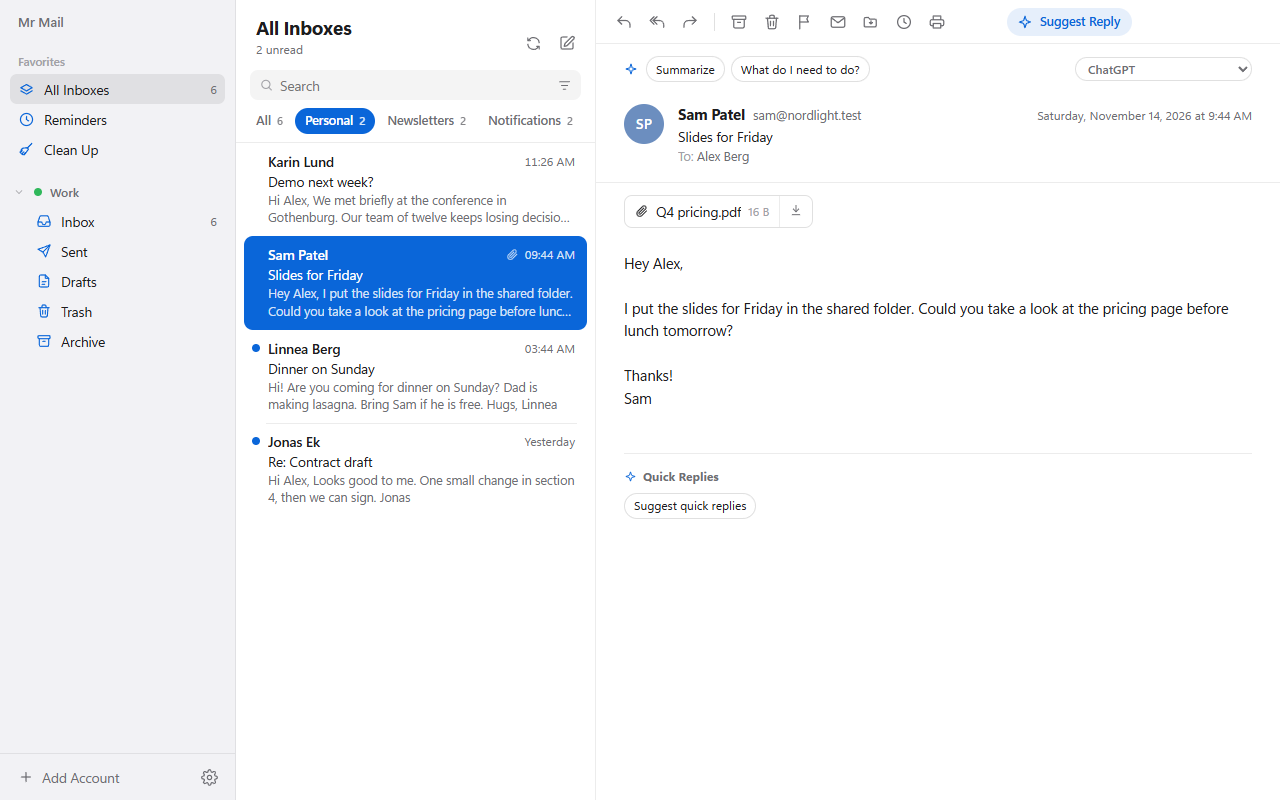 Mr Mail
Favorites
All Inboxes 6
Reminders
Clean Up
Work
Inbox 6
Sent
Drafts
Trash
Archive
Add Account
All Inboxes
2 unread
Search
All 6 Personal 2 Newsletters 2 Notifications 2
Karin Lund 11:26 AM
Demo next week?
Hi Alex, We met briefly at the conference in
Gothenburg. Our team of twelve keeps losing decisio...
Sam Patel 09:44 AM
Slides for Friday
Hey Alex, I put the slides for Friday in the shared folder.
Could you take a look at the pricing page before lunc...
Linnea Berg 03:44 AM
Dinner on Sunday
Hi! Are you coming for dinner on Sunday? Dad is
making lasagna. Bring Sam if he is free. Hugs, Linnea
Jonas Ek Yesterday
Re: Contract draft
Hi Alex, Looks good to me. One small change in section
4, then we can sign. Jonas
Suggest Reply
Summarize What do I need to do? ChatGPT
SP
Sam Patel sam@nordlight.test Saturday, November 14, 2026 at 9:44 AM
Slides for Friday
To: Alex Berg
Q4 pricing.pdf 16 B
Hey Alex,
I put the slides for Friday in the shared folder. Could you take a look at the pricing page before
lunch tomorrow?
Thanks!
Sam
Quick Replies
Suggest quick replies